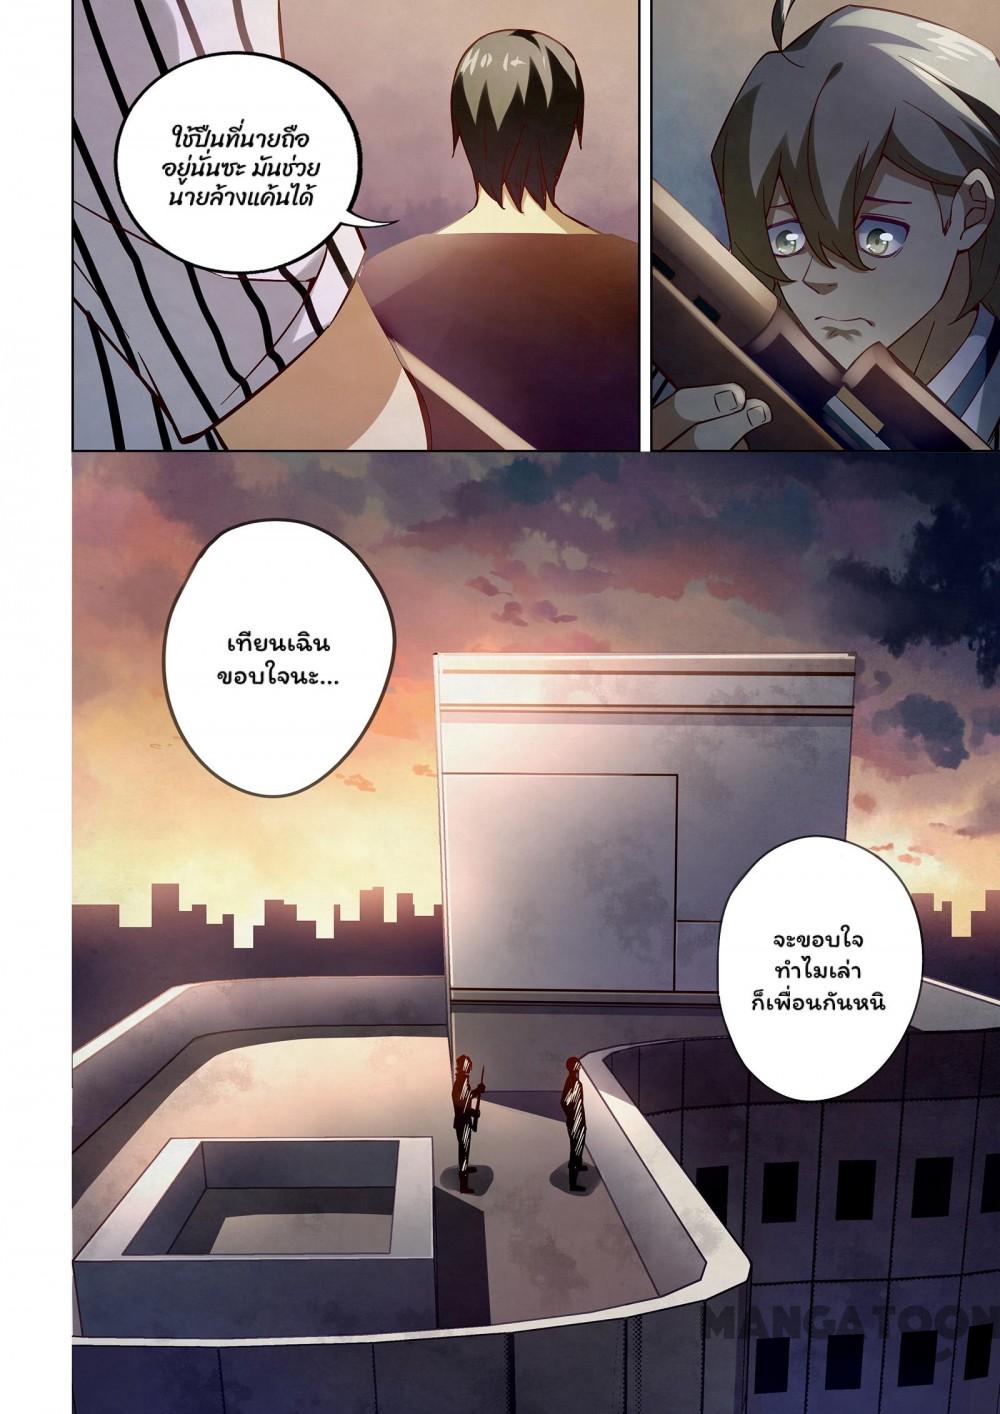 ใช้ปืนที่นายถือ
อยู่นั่นซะ มันช่วย
นายล้างแค้นได้
เทียนเฉิน
ขอบใจนะ...
จะขอบใจ
ทำไมเล่า
ก็เพื่อนกันหนิ
MANGATOON